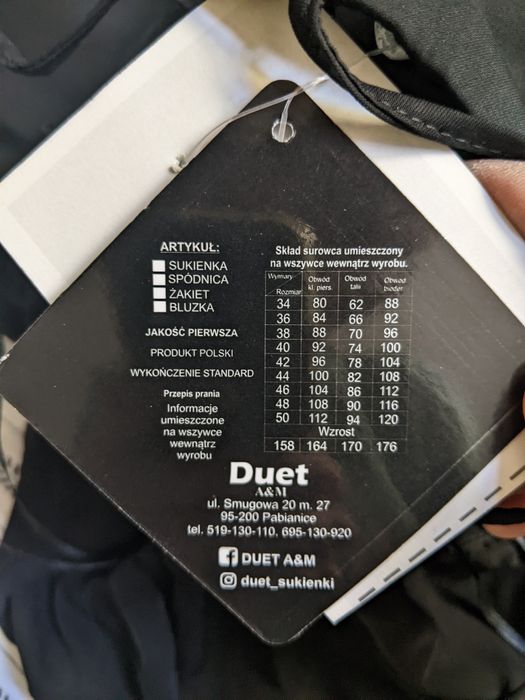 ARTYKUŁ:
SUKIENKA
SPÓDNICA
ŻAKIET
BLUZKA
JAKOŚĆ PIERWSZA
PRODUKT POLSKI
WYKOŃCZENIE STANDARD
Przepis prania
Informacje
umieszczone
na wszywce
wewnątrz
wyrobu
Skład surowca umieszczony
na wszywce wewnątrz wyrobu.
Wymiary Rozmiar Obwód kl. piers. Obwód talii Obwód bioder
34 80 62 88
36 84 66 92
38 88 70 96
40 92 74 100
42 96 78 104
44 100 82 108
46 104 86 112
48 108 90 116
50 112 94 120
Wzrost
158 164 170 176
Duet
A&M
ul. Smugowa 20 m. 27
95-200 Pabianice
tel. 519-130-110, 695-130-920
DUET A&M
duet_sukienki